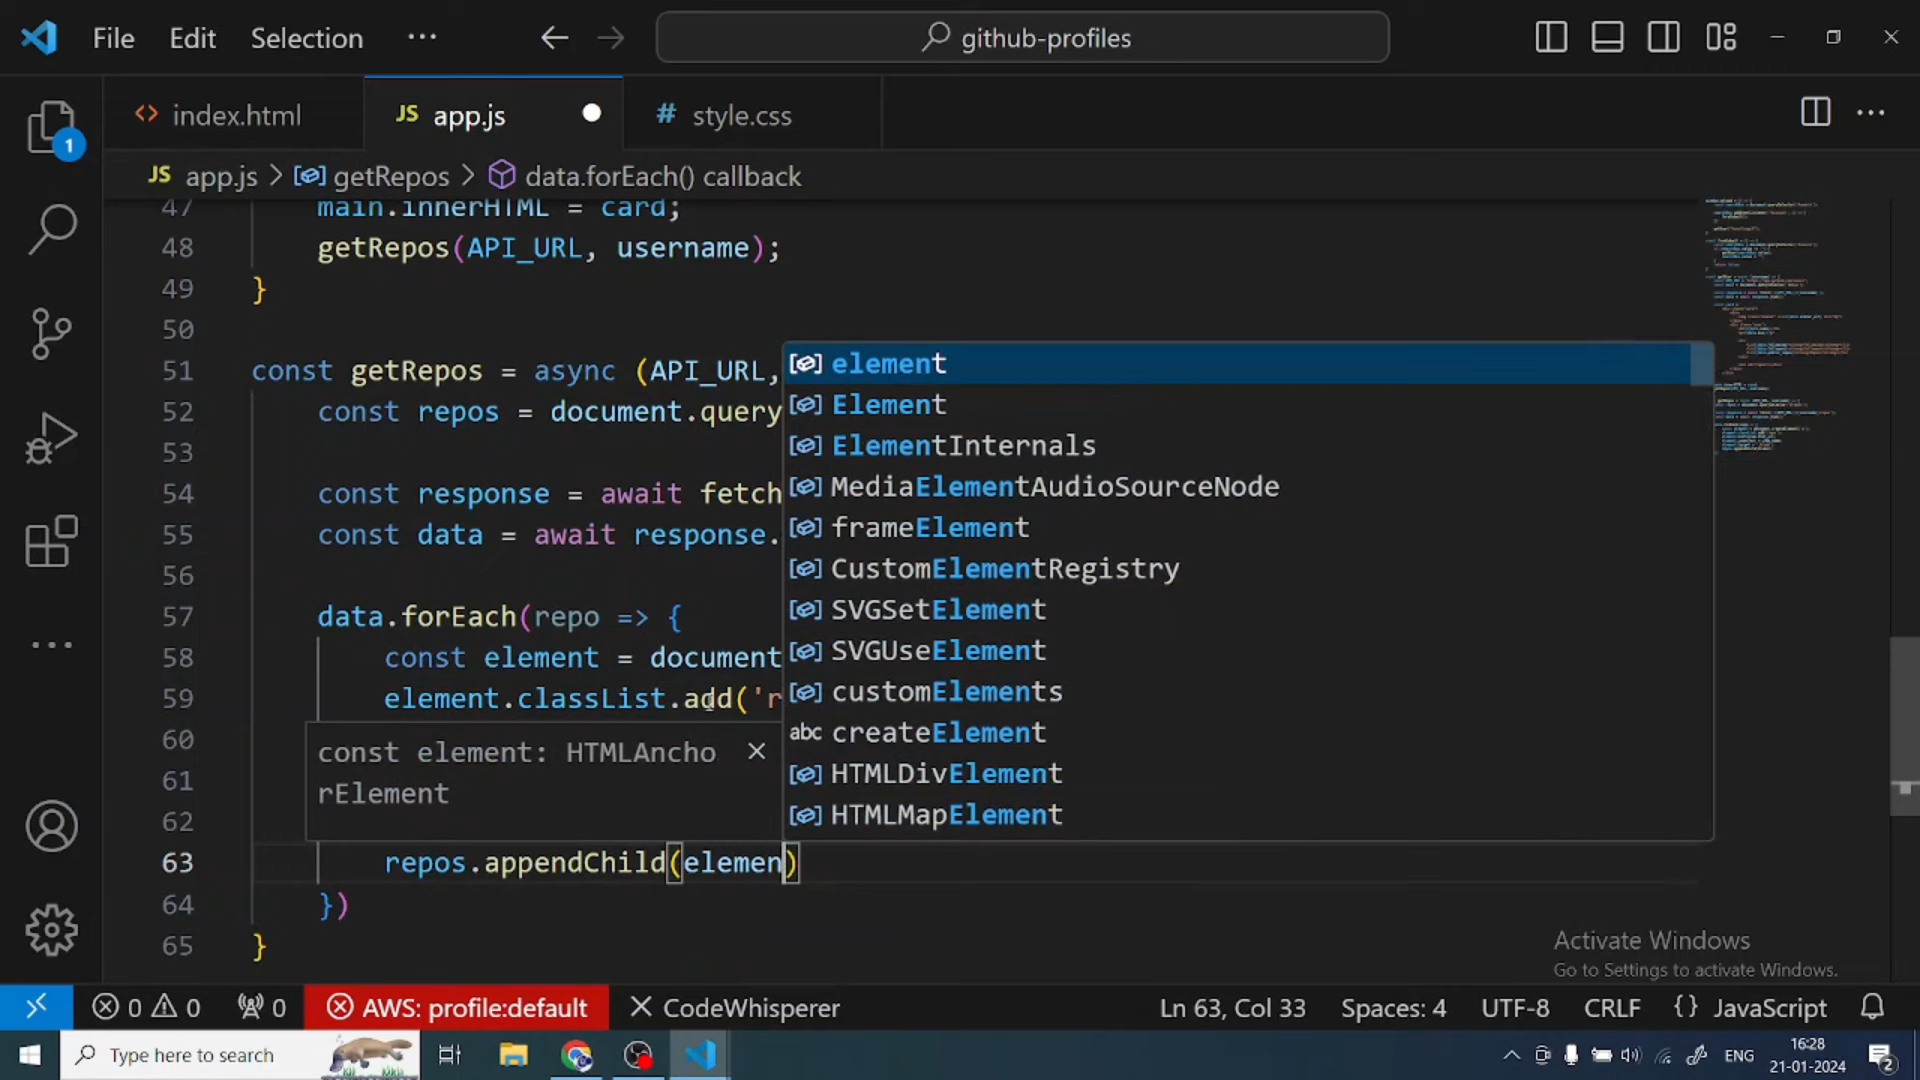 File Edit Selection ··· github-profiles
index.html app.js style.css
JS app.js > getRepos > data.forEach() callback
47 main.innerHTML = card;
48 getRepos(API_URL, username);
49 }
50
51 const getRepos = async (API_URL,
52 const repos = document.query
53
54 const response = await fetch
55 const data = await response.
56
57 data.forEach(repo => {
58 const element = document
59 element.classList.add('r
60
61
62
63 repos.appendChild(elemen)
64 })
65 }
element
Element
ElementInternals
MediaElementAudioSourceNode
frameElement
CustomElementRegistry
SVGSetElement
SVGUseElement
customElements
abc createElement
HTMLDivElement
HTMLMapElement
const element: HTMLAncho
rElement
Activate Windows
Go to Settings to activate Windows.
0 0 0 AWS: profile:default CodeWhisperer Ln 63, Col 33 Spaces: 4 UTF-8 CRLF {} JavaScript
Type here to search ENG 16:28
21-01-2024 2